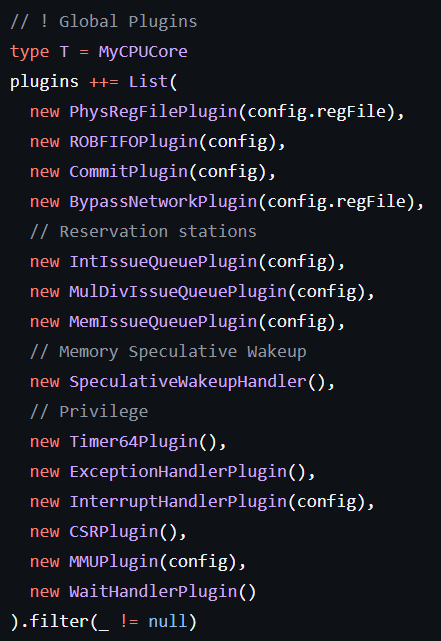 // ! Global Plugins
type T = MyCPUCore
plugins ++= List(
  new PhysRegFilePlugin(config.regFile),
  new ROBFIFOPlugin(config),
  new CommitPlugin(config),
  new BypassNetworkPlugin(config.regFile),
  // Reservation stations
  new IntIssueQueuePlugin(config),
  new MulDivIssueQueuePlugin(config),
  new MemIssueQueuePlugin(config),
  // Memory Speculative Wakeup
  new SpeculativeWakeupHandler(),
  // Privilege
  new Timer64Plugin(),
  new ExceptionHandlerPlugin(),
  new InterruptHandlerPlugin(config),
  new CSRPlugin(),
  new MMUPlugin(config),
  new WaitHandlerPlugin()
).filter(_ != null)